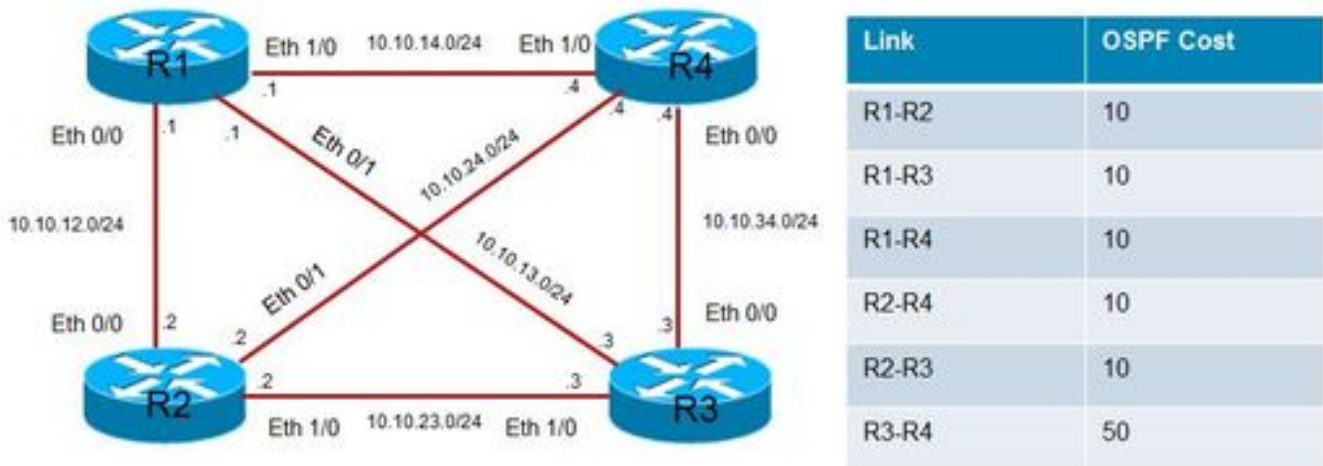 R1
Eth 1/0
10.10.14.0/24
Eth 1/0
R4
.1
.4
Eth 0/0
.1
.1
Eth 0/1
10.10.24.0/24
.4
.4
Eth 0/0
10.10.12.0/24
10.10.34.0/24
Eth 0/0
.2
.2
Eth 0/1
10.10.13.0/24
.3
.3
Eth 0/0
R2
.2
Eth 1/0
10.10.23.0/24
.3
Eth 1/0
R3
Link OSPF Cost
R1-R2 10
R1-R3 10
R1-R4 10
R2-R4 10
R2-R3 10
R3-R4 50